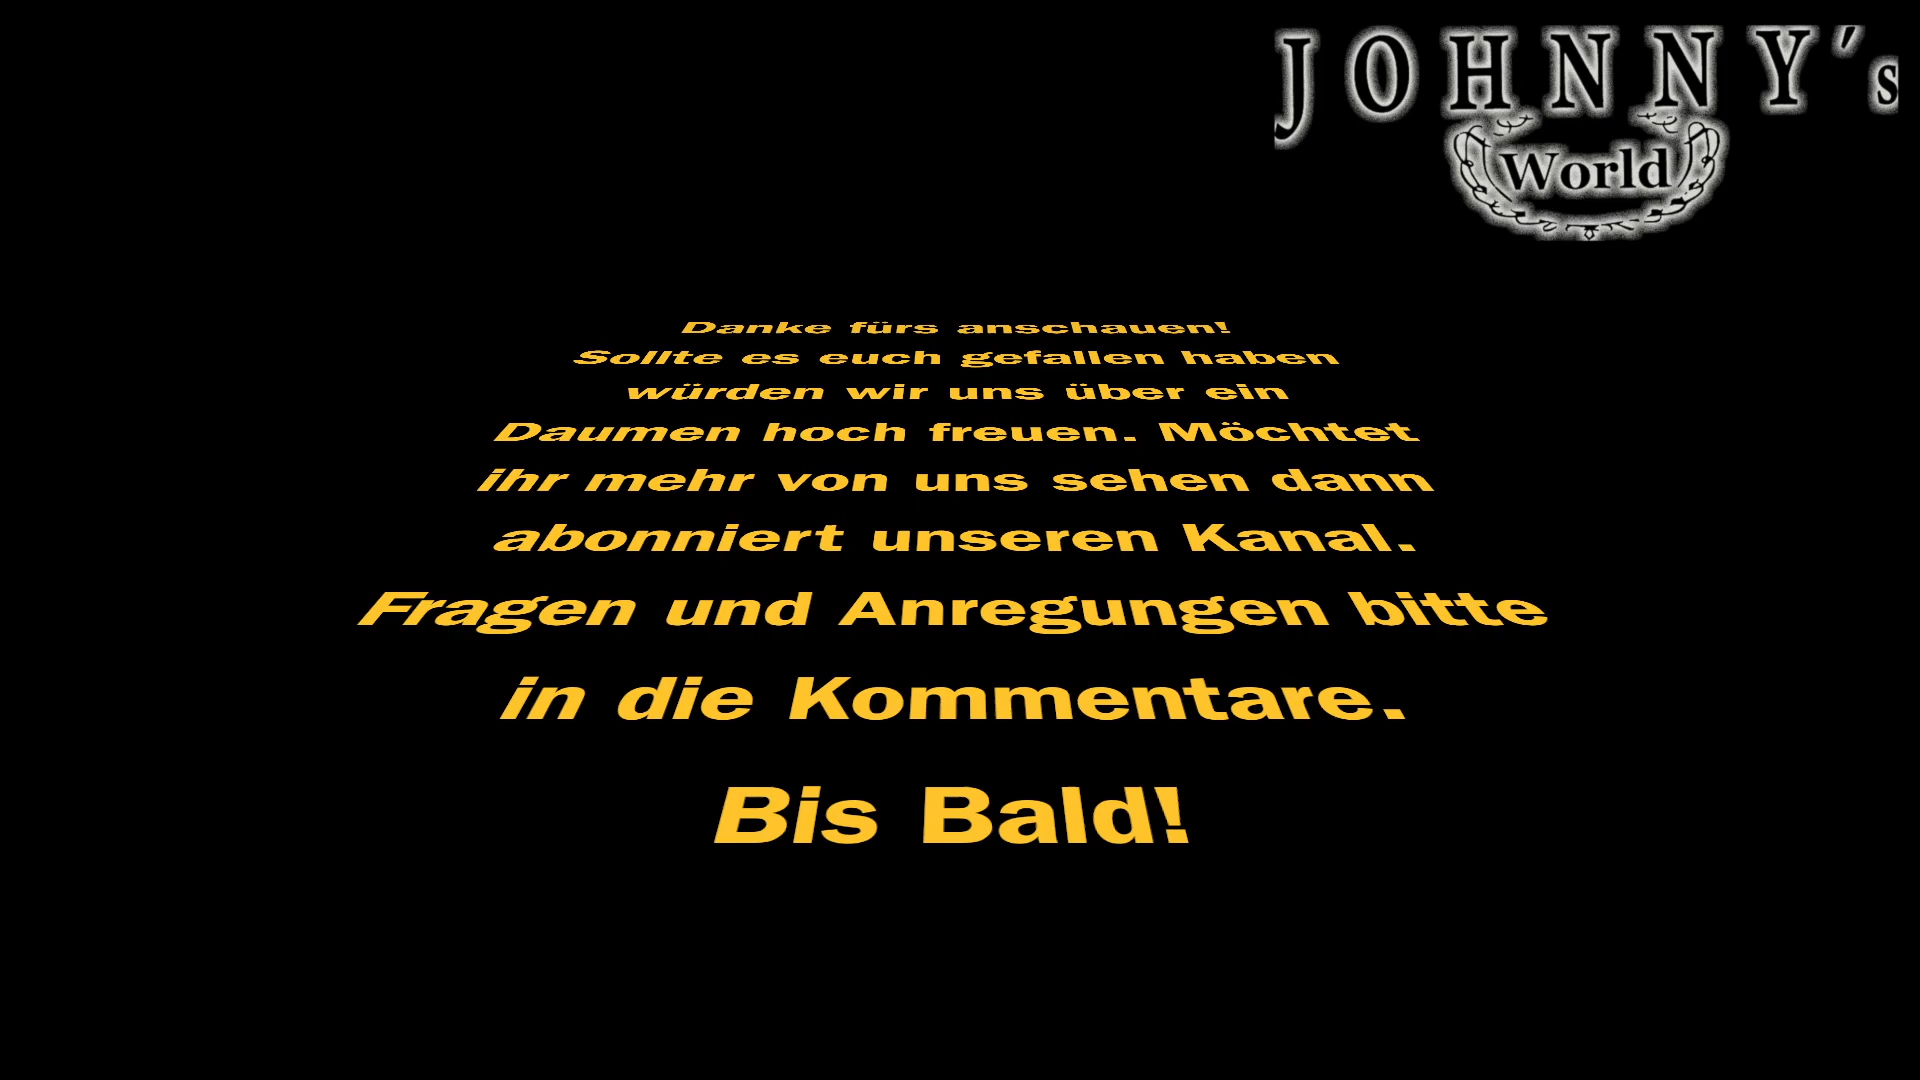 JOHNNY's
World
Danke fürs anschauen!
Sollte es euch gefallen haben
würden wir uns über ein
Daumen hoch freuen. Möchtet
ihr mehr von uns sehen dann
abonniert unseren Kanal.
Fragen und Anregungen bitte
in die Kommentare.
Bis Bald!